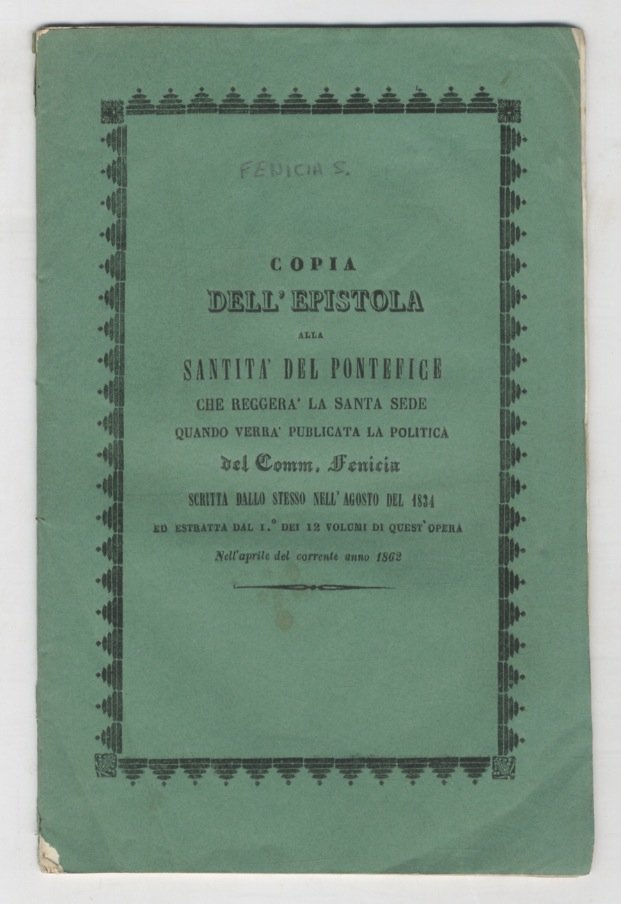 FENICIA S.
COPIA
DELL' EPISTOLA
ALLA
SANTITA' DEL PONTEFICE
CHE REGGERA' LA SANTA SEDE
QUANDO VERRA' PUBLICATA LA POLITICA
del Comm. Fenicia
SCRITTA DALLO STESSO NELL' AGOSTO DEL 1834
ED ESTRATTA DAL 1.° DEI 12 VOLUMI DI QUEST' OPERA
Nell'aprile del corrente anno 1862